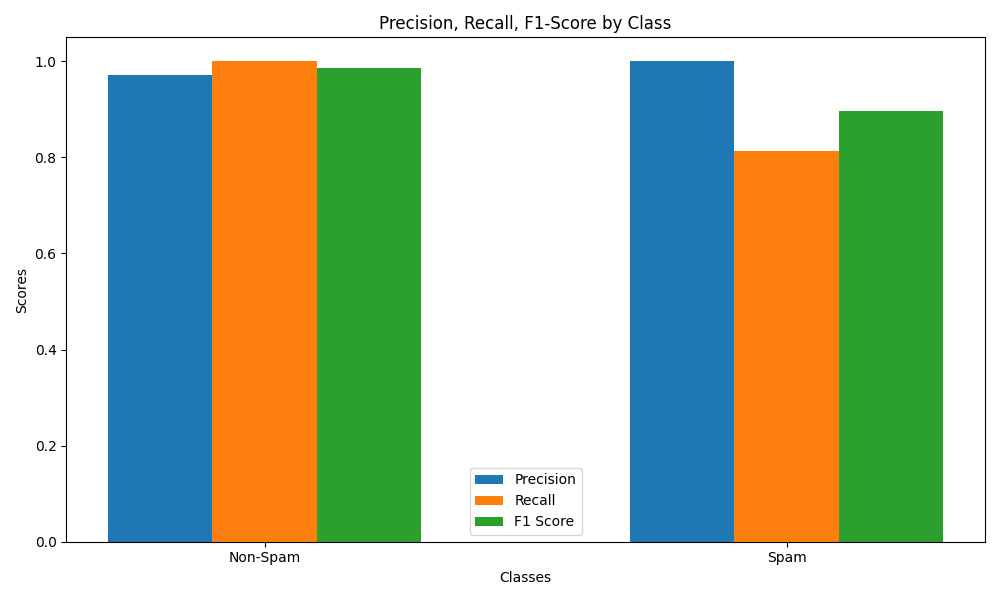 Precision, Recall, F1-Score by Class
Scores
1.0
0.8
0.6
0.4
0.2
0.0
Precision
Recall
F1 Score
Non-Spam
Spam
Classes